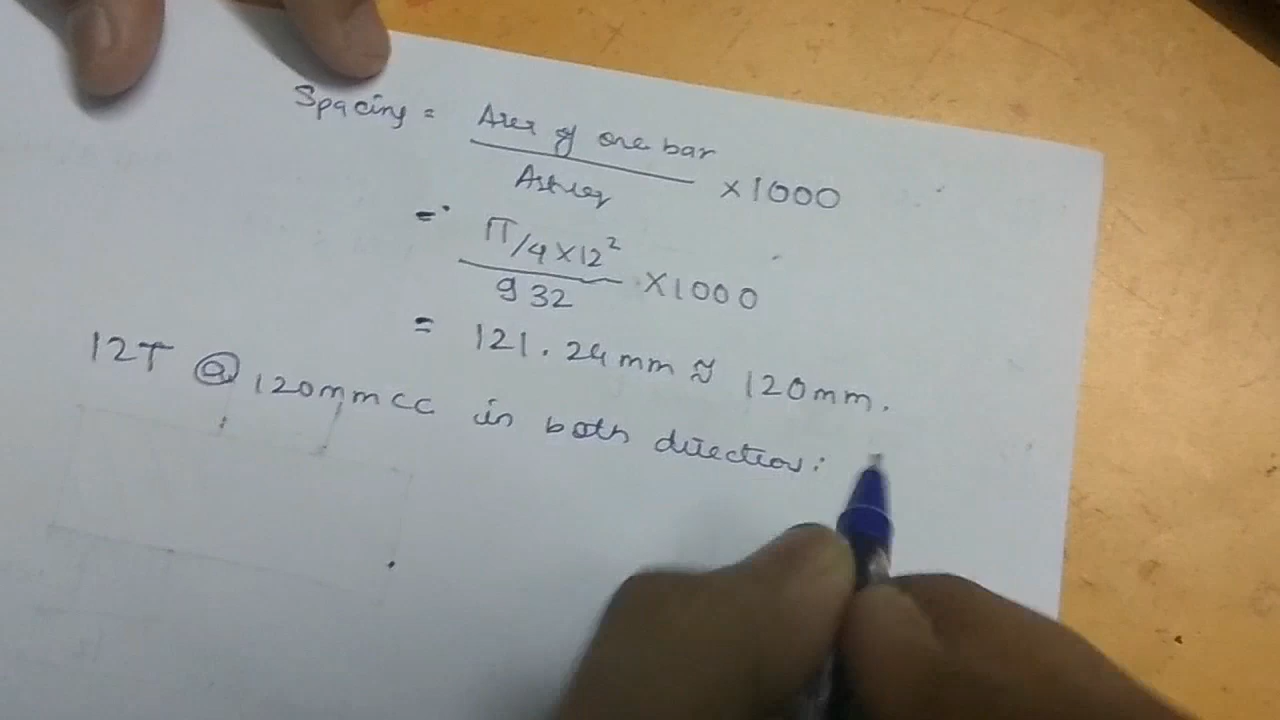 Spacing = Area of one bar / Ast req × 1000
= π/4 × 12² / 932 × 1000
= 121.24 mm ≈ 120mm.
12T @ 120mm cc in both direction: